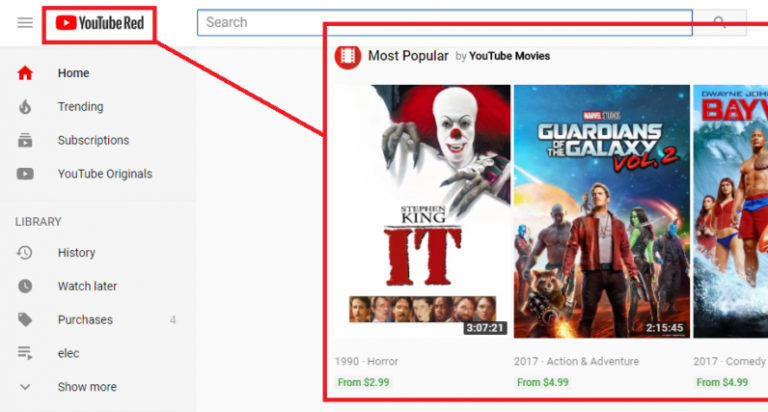 YouTube Red
Search
Home
Trending
Subscriptions
YouTube Originals
LIBRARY
History
Watch later
Purchases 4
elec
Show more
Most Popular by YouTube Movies
STEPHEN
KING
IT
3:07:21
1990 · Horror
From $2.99
MARVEL STUDIOS
GUARDIANS
OF THE GALAXY
VOL. 2
2:15:45
2017 · Action & Adventure
From $4.99
DWAYNE JOH
BAYW
2017 · Comedy
From $4.99